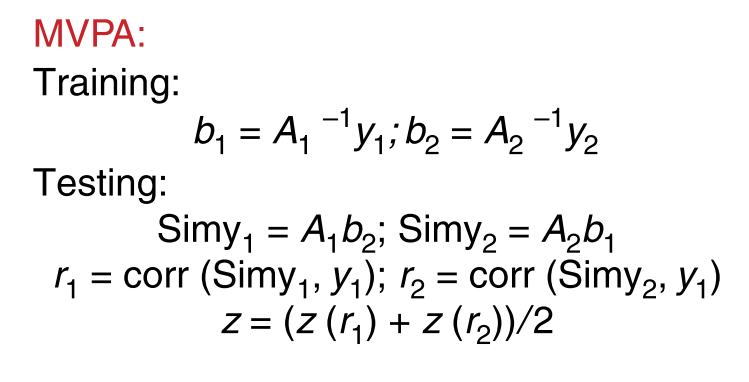 MVPA:
Training:
b₁ = A₁ ⁻¹y₁; b₂ = A₂ ⁻¹y₂
Testing:
Simy₁ = A₁b₂; Simy₂ = A₂b₁
r₁ = corr (Simy₁, y₁); r₂ = corr (Simy₂, y₁)
z = (z (r₁) + z (r₂))/2